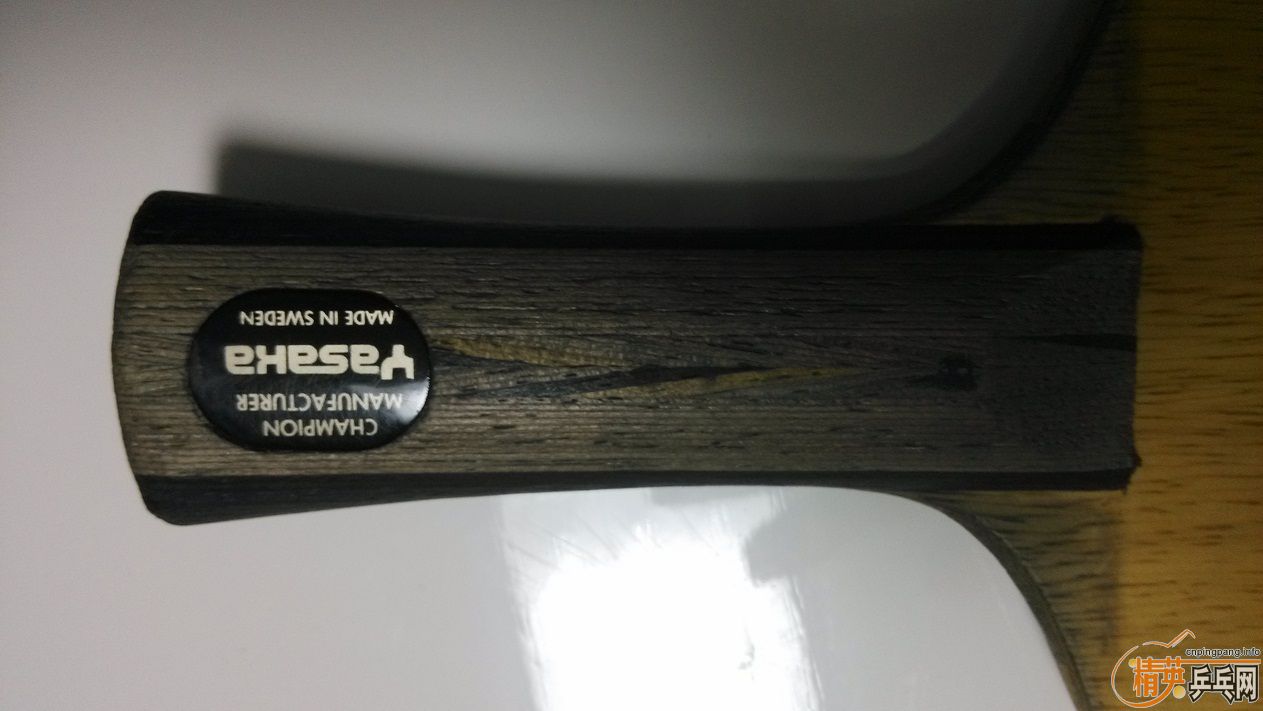 CHAMPION
MANUFACTURER
Yasaka
MADE IN SWEDEN
cnpingpang.info
精英乒乓网